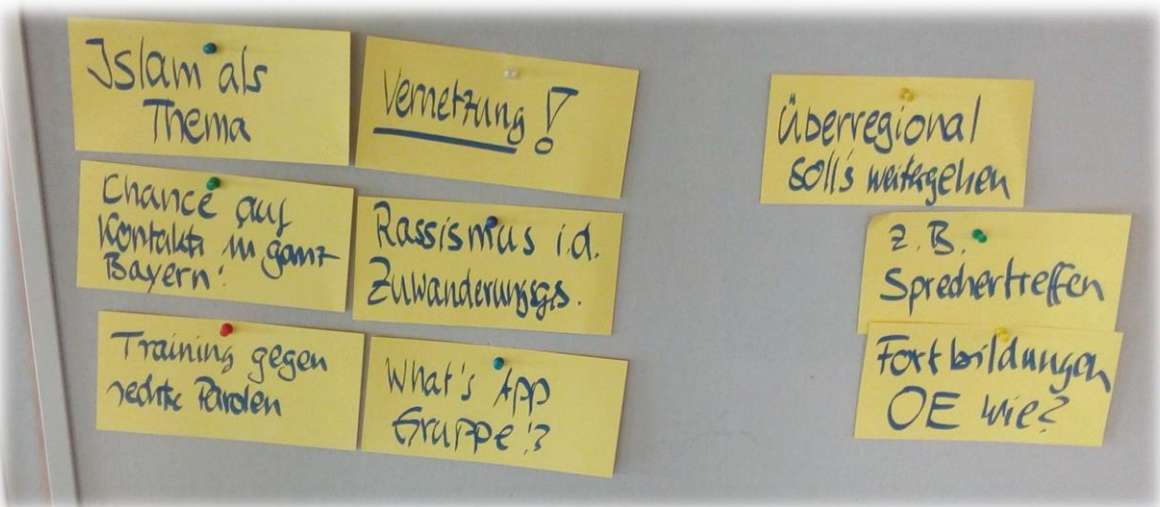 Islam als
Thema
Vernetzung!
Chance auf
Kontakte in ganz
Bayern!
Rassismus i.d.
Zuwanderungsgs.
Training gegen
rechte Parolen
What's App
Gruppe!?
Überregional
soll's weitergehen
z.B.
Sprechertreffen
Fortbildungen
OE wie?